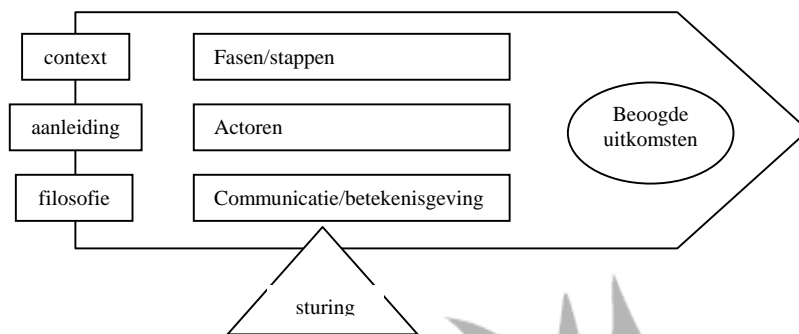 context
Fasen/stappen
aanleiding
Actoren
Beoogde
uitkomsten
filosofie
Communicatie/betekenisgeving
sturing